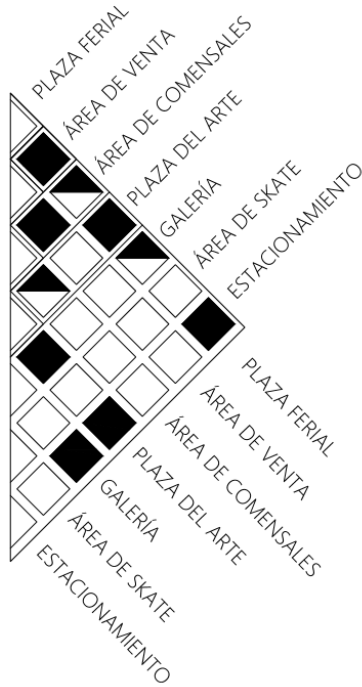 PLAZA FERIAL
ÁREA DE VENTA
ÁREA DE COMENSALES
PLAZA DEL ARTE
GALERÍA
ÁREA DE SKATE
ESTACIONAMIENTO
PLAZA FERIAL
ÁREA DE VENTA
ÁREA DE COMENSALES
PLAZA DEL ARTE
GALERÍA
ÁREA DE SKATE
ESTACIONAMIENTO